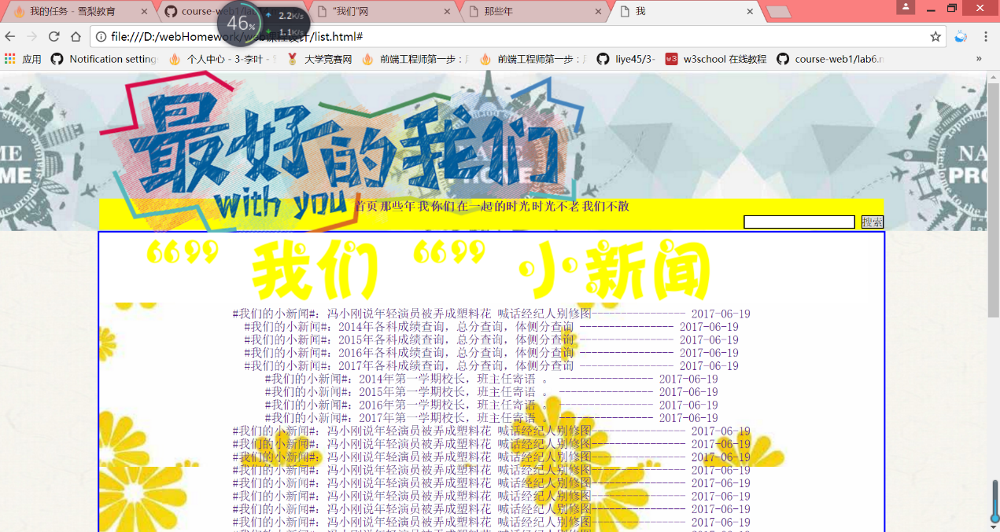 我的任务 - 雪梨教育
course-web1/lab
"我们"网
那些年
我
46%
2.2K/s
1.1K/s
file:///D:/webHomework/web课程设计/list.html#
应用
Notification setting
个人中心 - 3-李叶 -
大学竞赛网
前端工程师第一步：
前端工程师第一步：
liye45/3-
w3
w3school 在线教程
course-web1/lab6.
»
最好的我们
with you
首页那些年我你们在一起的时光时光不老我们不散
搜索
““”” 我们 ““”” 小新闻
#我们的小新闻#：冯小刚说年轻演员被弄成塑料花 喊话经纪人别修图---------------- 2017-06-19
#我们的小新闻#：2014年各科成绩查询，总分查询，体侧分查询 ---------------- 2017-06-19
#我们的小新闻#：2015年各科成绩查询，总分查询，体侧分查询 ---------------- 2017-06-19
#我们的小新闻#：2016年各科成绩查询，总分查询，体侧分查询 ---------------- 2017-06-19
#我们的小新闻#：2017年各科成绩查询，总分查询，体侧分查询 ---------------- 2017-06-19
#我们的小新闻#：2014年第一学期校长，班主任寄语 。 ---------------- 2017-06-19
#我们的小新闻#：2015年第一学期校长，班主任寄语 。 ---------------- 2017-06-19
#我们的小新闻#：2016年第一学期校长，班主任寄语 。 ---------------- 2017-06-19
#我们的小新闻#：2017年第一学期校长，班主任寄语 。 ---------------- 2017-06-19
#我们的小新闻#：冯小刚说年轻演员被弄成塑料花 喊话经纪人别修图---------------- 2017-06-19
#我们的小新闻#：冯小刚说年轻演员被弄成塑料花 喊话经纪人别修图---------------- 2017-06-19
#我们的小新闻#：冯小刚说年轻演员被弄成塑料花 喊话经纪人别修图---------------- 2017-06-19
#我们的小新闻#：冯小刚说年轻演员被弄成塑料花 喊话经纪人别修图---------------- 2017-06-19
#我们的小新闻#：冯小刚说年轻演员被弄成塑料花 喊话经纪人别修图---------------- 2017-06-19
#我们的小新闻#：冯小刚说年轻演员被弄成塑料花 喊话经纪人别修图---------------- 2017-06-19
#我们的小新闻#：冯小刚说年轻演员被弄成塑料花 喊话经纪人别修图---------------- 2017-06-19
#我们的小新闻#：冯小刚说年轻演员被弄成塑料花 喊话经纪人别修图---------------- 2017-06-19